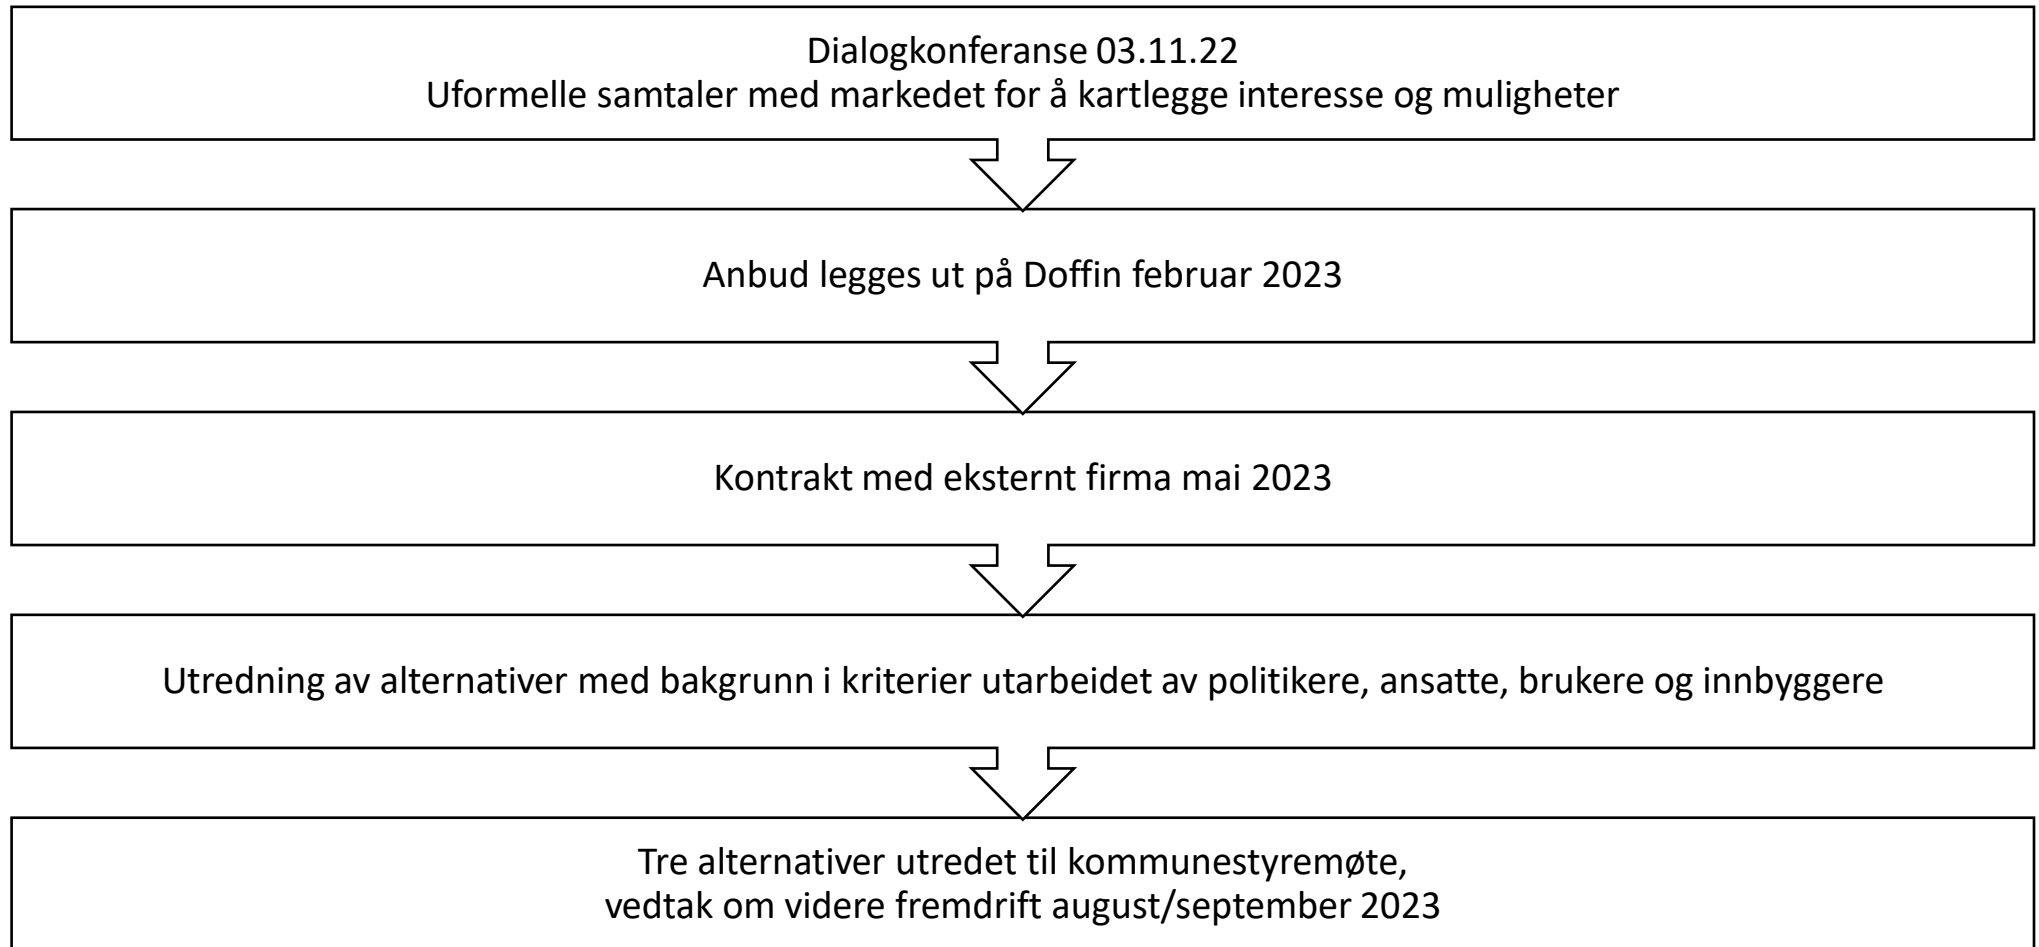 Dialogkonferanse 03.11.22
Uformelle samtaler med markedet for å kartlegge interesse og muligheter
Anbud legges ut på Doffin februar 2023
Kontrakt med eksternt firma mai 2023
Utredning av alternativer med bakgrunn i kriterier utarbeidet av politikere, ansatte, brukere og innbyggere
Tre alternativer utredet til kommunestyremøte,
vedtak om videre fremdrift august/september 2023